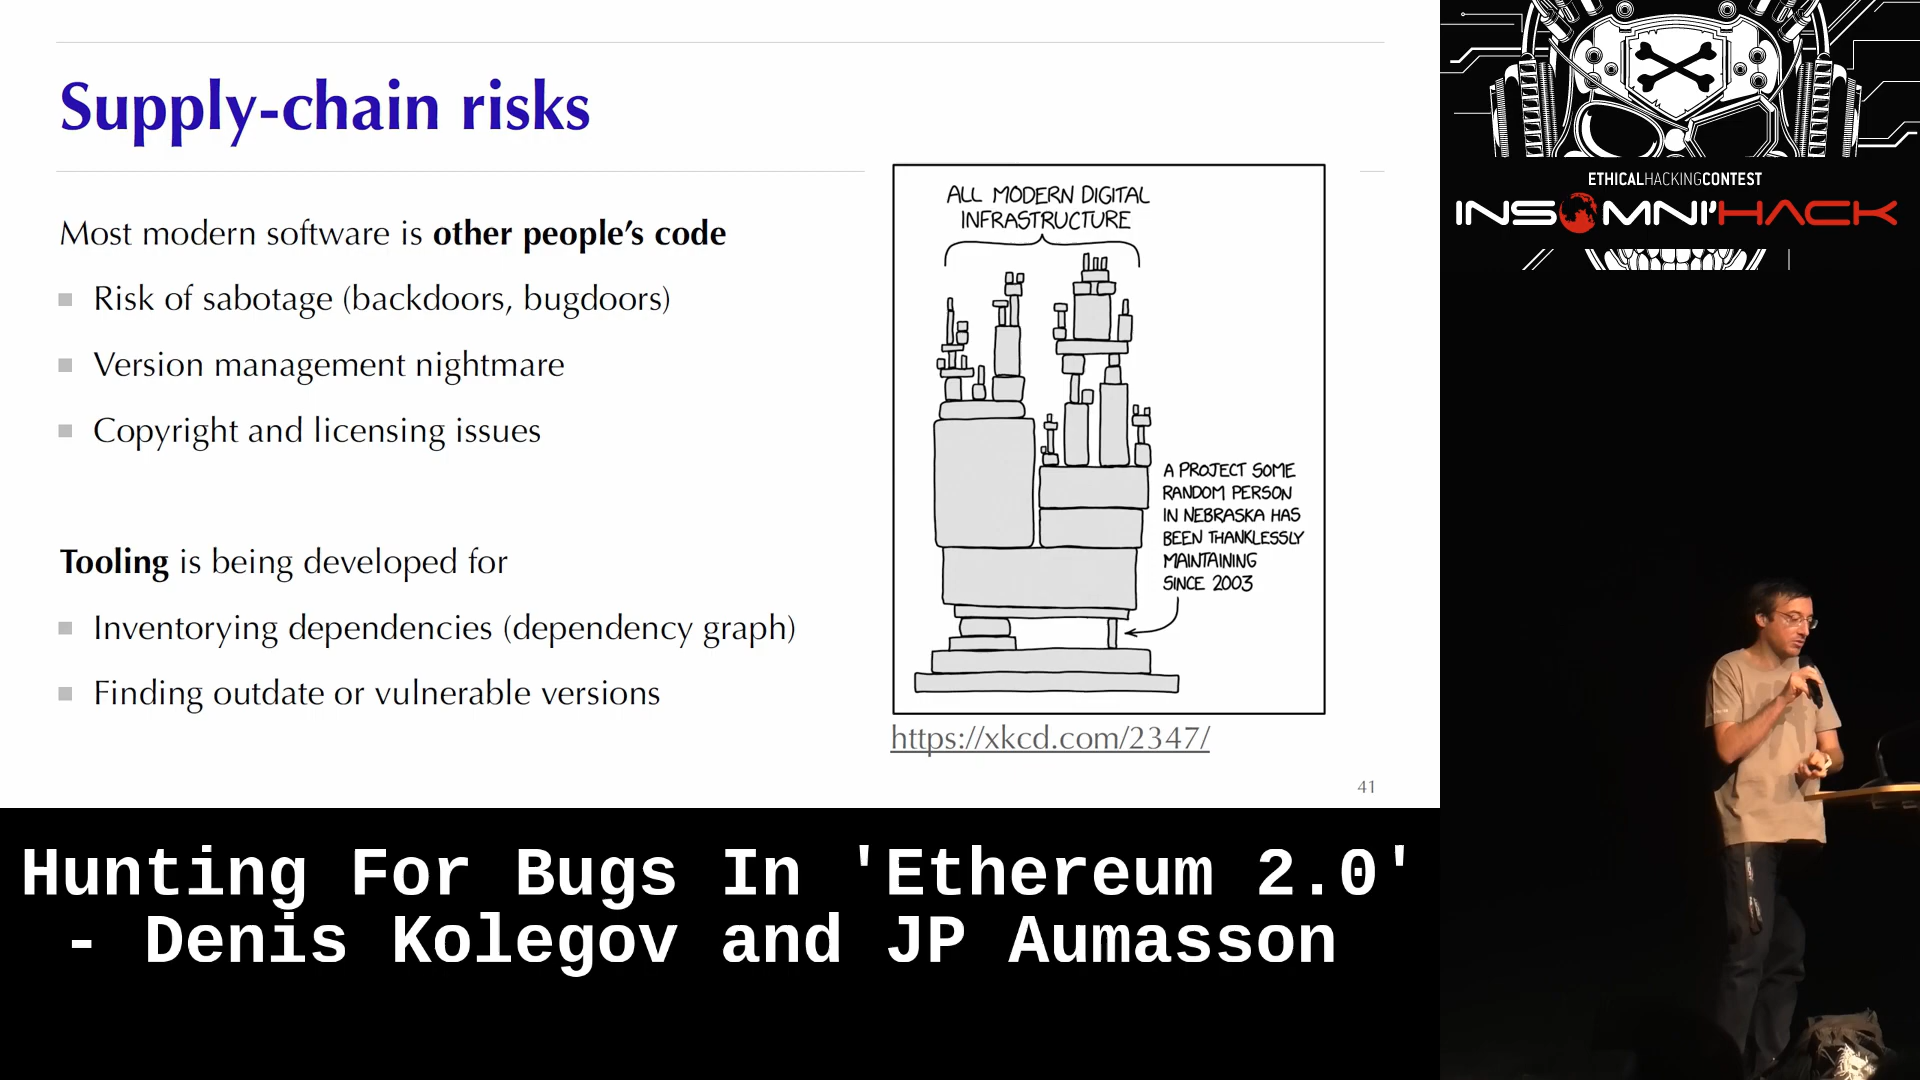 Supply-chain risks
Most modern software is other people's code
Risk of sabotage (backdoors, bugdoors)
Version management nightmare
Copyright and licensing issues
Tooling is being developed for
Inventorying dependencies (dependency graph)
Finding outdate or vulnerable versions
ALL MODERN DIGITAL
INFRASTRUCTURE
A PROJECT SOME
RANDOM PERSON
IN NEBRASKA HAS
BEEN THANKLESSLY
MAINTAINING
SINCE 2003
https://xkcd.com/2347/
41
ETHICALHACKINGCONTEST
INSOMNI'HACK
Hunting For Bugs In 'Ethereum 2.0'
- Denis Kolegov and JP Aumasson